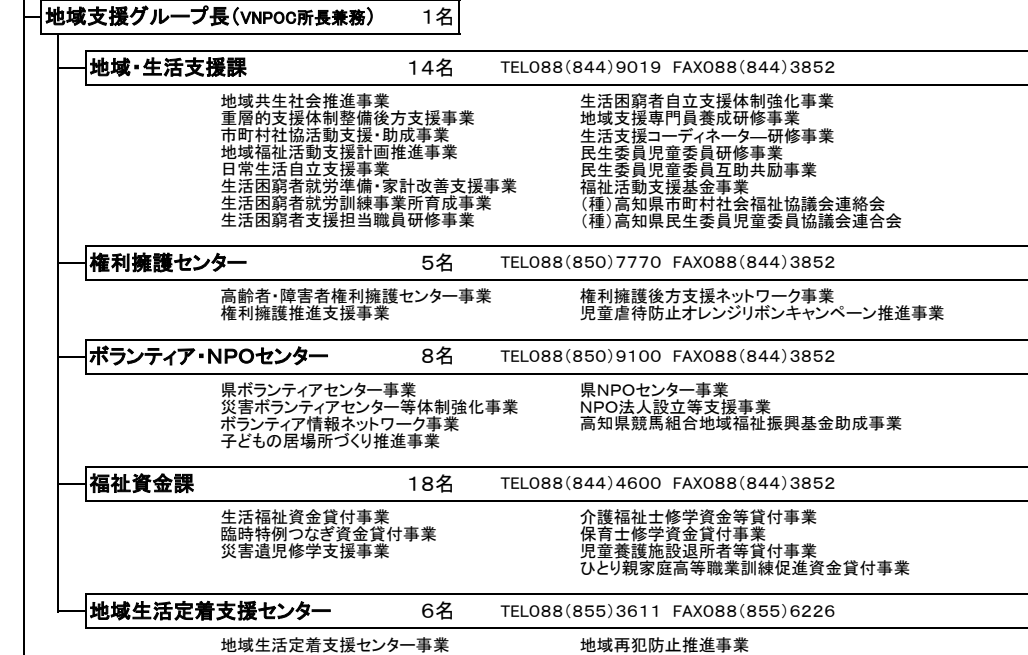 地域支援グループ長(VNPOC所長兼務) 1名
地域・生活支援課 14名 TEL088(844)9019 FAX088(844)3852
地域共生社会推進事業 生活困窮者自立支援体制強化事業
重層的支援体制整備後方支援事業 地域支援専門員養成研修事業
市町村社協活動支援・助成事業 生活支援コーディネータ―研修事業
地域福祉活動支援計画推進事業 民生委員児童委員研修事業
日常生活自立支援事業 民生委員児童委員互助共励事業
生活困窮者就労準備・家計改善支援事業 福祉活動支援基金事業
生活困窮者就労訓練事業所育成事業 (種)高知県市町村社会福祉協議会連絡会
生活困窮者支援担当職員研修事業 (種)高知県民生委員児童委員協議会連合会
権利擁護センター 5名 TEL088(850)7770 FAX088(844)3852
高齢者・障害者権利擁護センター事業 権利擁護後方支援ネットワーク事業
権利擁護推進支援事業 児童虐待防止オレンジリボンキャンペーン推進事業
ボランティア・NPOセンター 8名 TEL088(850)9100 FAX088(844)3852
県ボランティアセンター事業 県NPOセンター事業
災害ボランティアセンター等体制強化事業 NPO法人設立等支援事業
ボランティア情報ネットワーク事業 高知県競馬組合地域福祉振興基金助成事業
子どもの居場所づくり推進事業
福祉資金課 18名 TEL088(844)4600 FAX088(844)3852
生活福祉資金貸付事業 介護福祉士修学資金等貸付事業
臨時特例つなぎ資金貸付事業 保育士修学資金貸付事業
災害遺児修学支援事業 児童養護施設退所者等貸付事業
ひとり親家庭高等職業訓練促進資金貸付事業
地域生活定着支援センター 6名 TEL088(855)3611 FAX088(855)6226
地域生活定着支援センター事業 地域再犯防止推進事業